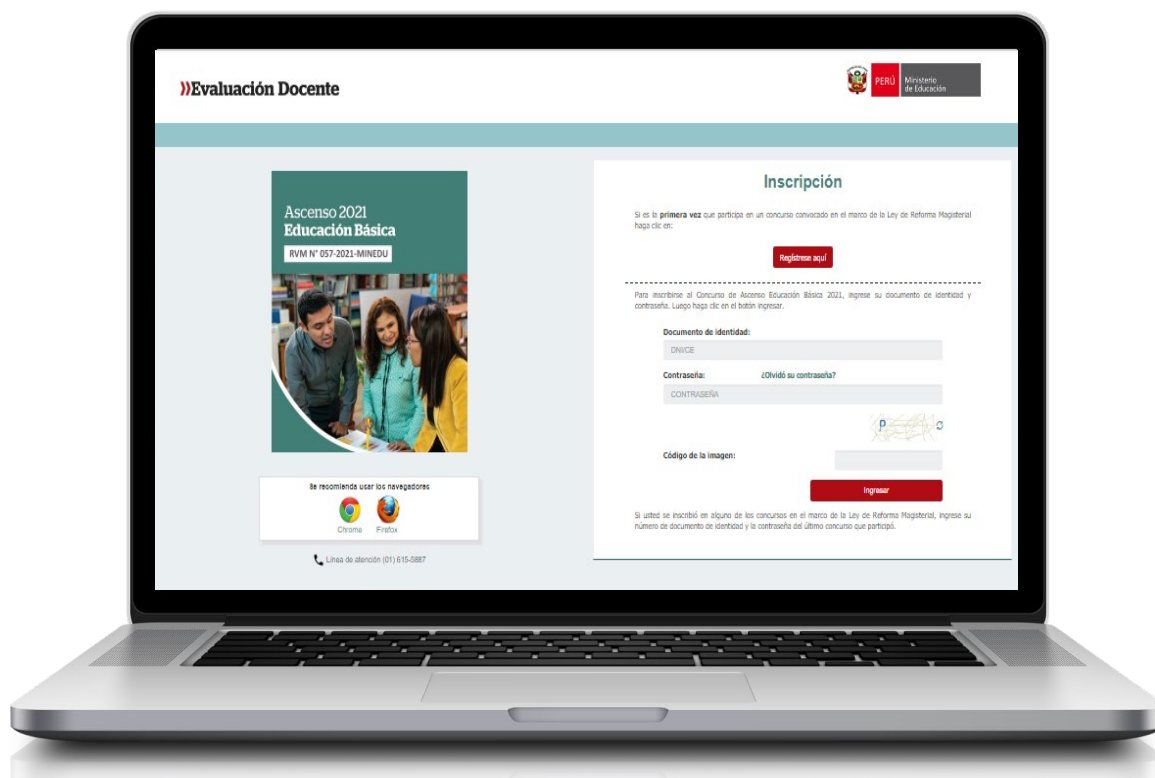 »Evaluación Docente
PERÚ
Ministerio
de Educación
Ascenso 2021
Educación Básica
RVM N° 057-2021-MINEDU
Se recomienda usar los navegadores
Chrome Firefox
Línea de atención (01) 615-5887
Inscripción
Si es la primera vez que participa en un concurso convocado en el marco de la Ley de Reforma Magisterial
haga clic en:
Regístrese aquí
Para inscribirse al Concurso de Ascenso Educación Básica 2021, ingrese su documento de identidad y
contraseña. Luego haga clic en el botón ingresar.
Documento de identidad:
DNI/CE
Contraseña: ¿Olvidó su contraseña?
CONTRASEÑA
P
Código de la imagen:
Ingresar
Si usted se inscribió en alguno de los concursos en el marco de la Ley de Reforma Magisterial, ingrese su
número de documento de identidad y la contraseña del último concurso que participó.